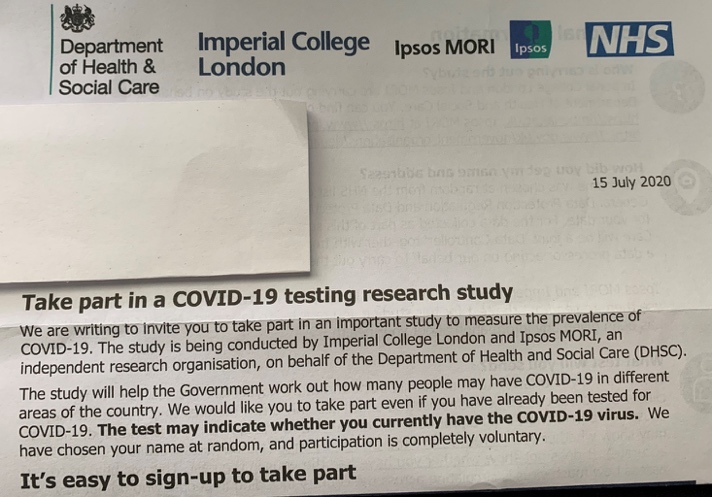 Department
of Health &
Social Care
Imperial College
London
Ipsos MORI
Ipsos
NHS
15 July 2020
Take part in a COVID-19 testing research study
We are writing to invite you to take part in an important study to measure the prevalence of
COVID-19. The study is being conducted by Imperial College London and Ipsos MORI, an
independent research organisation, on behalf of the Department of Health and Social Care (DHSC).
The study will help the Government work out how many people may have COVID-19 in different
areas of the country. We would like you to take part even if you have already been tested for
COVID-19. The test may indicate whether you currently have the COVID-19 virus. We
have chosen your name at random, and participation is completely voluntary.
It's easy to sign-up to take part